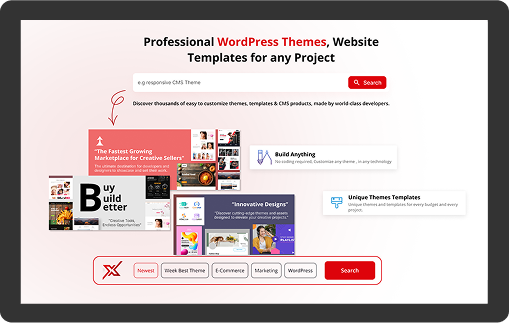 Professional WordPress Themes, Website
Templates for any Project
e.g responsive CMS Theme
Search
Discover thousands of easy to customize themes, templates & CMS products, made by world-class developers.
"The Fastest Growing
Marketplace for Creative Sellers"
The ultimate destination for developers and
designers to showcase and sell their work.
Build Anything
No coding required. Customize any theme , in any technology
Buy
Build
Better
"Creative Tools,
Endless Opportunities"
"Innovative Designs"
"Discover cutting-edge themes and assets
designed to elevate your creative projects."
Unique Themes Templates
Unique themes and templates for every budget and every
project.
Newest
Week Best Theme
E-Commerce
Marketing
WordPress
Search